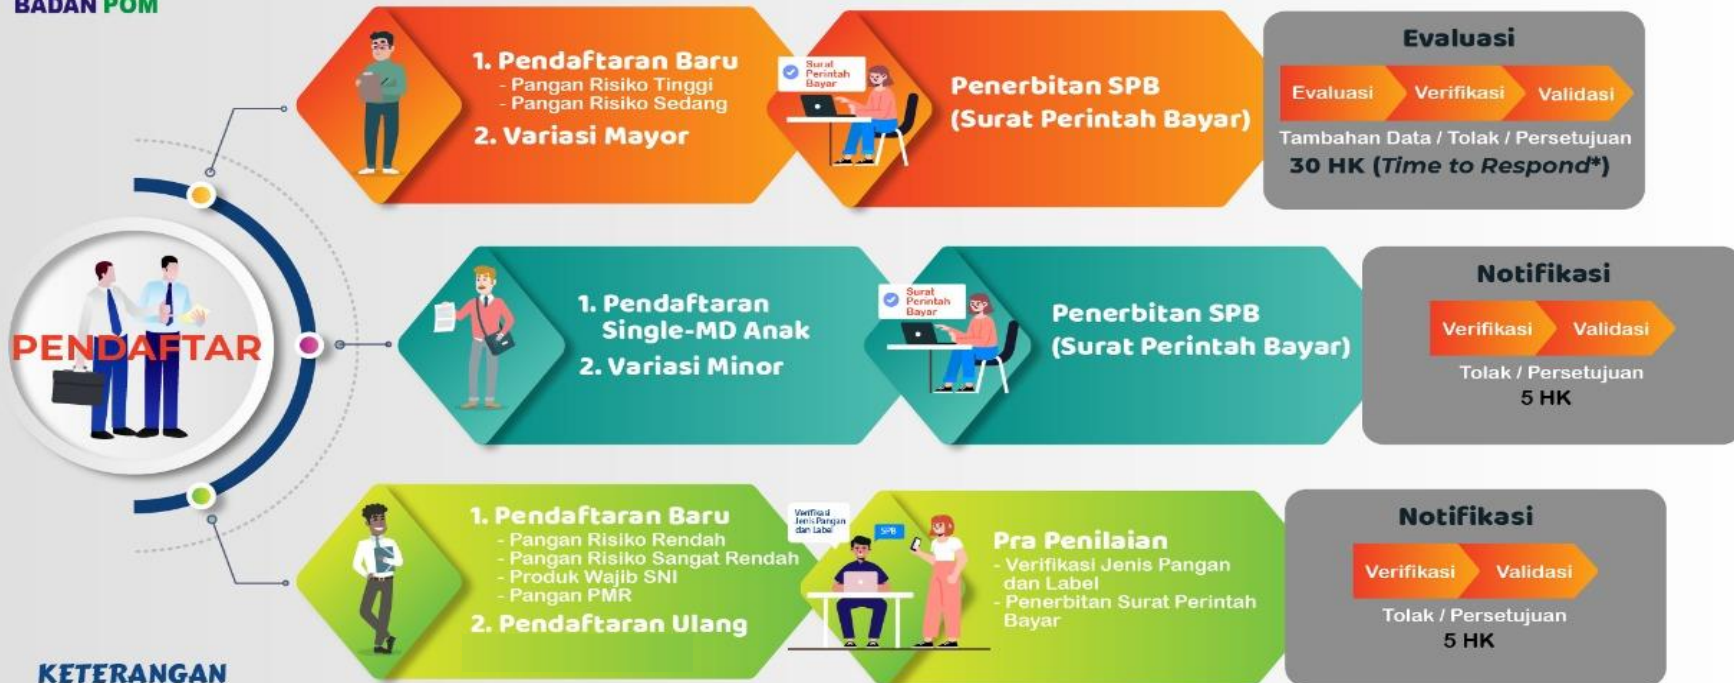 BADAN POM
PENDAFTAR
1. Pendaftaran Baru
- Pangan Risiko Tinggi
- Pangan Risiko Sedang
2. Variasi Mayor
Surat
Perintah
Bayar
Penerbitan SPB
(Surat Perintah Bayar)
Evaluasi
Evaluasi Verifikasi Validasi
Tambahan Data / Tolak / Persetujuan
30 HK (Time to Respond*)
1. Pendaftaran
Single-MD Anak
2. Variasi Minor
Surat
Perintah
Bayar
Penerbitan SPB
(Surat Perintah Bayar)
Notifikasi
Verifikasi Validasi
Tolak / Persetujuan
5 HK
1. Pendaftaran Baru
- Pangan Risiko Rendah
- Pangan Risiko Sangat Rendah
- Produk Wajib SNI
- Pangan PMR
2. Pendaftaran Ulang
Verifikasi
Jenis Pangan
dan Label
SPB
Pra Penilaian
- Verifikasi Jenis Pangan
dan Label
- Penerbitan Surat Perintah
Bayar
Notifikasi
Verifikasi Validasi
Tolak / Persetujuan
5 HK
KETERANGAN